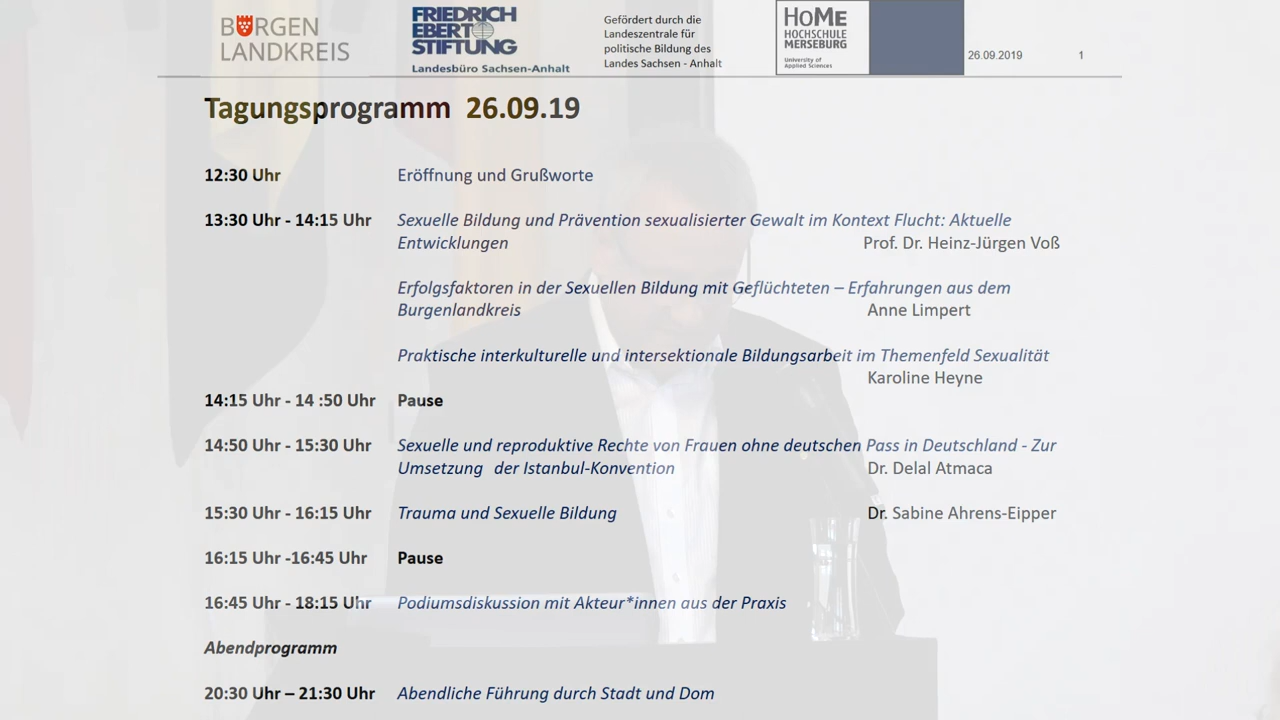 BURGEN
LANDKREIS
FRIEDRICH
EBERT
STIFTUNG
Landesbüro Sachsen-Anhalt
Gefördert durch die
Landeszentrale für
politische Bildung des
Landes Sachsen - Anhalt
HoMe
HOCHSCHULE
MERSEBURG
University of
Applied Sciences
26.09.2019 1
Tagungsprogramm 26.09.19
12:30 Uhr Eröffnung und Grußworte
13:30 Uhr - 14:15 Uhr Sexuelle Bildung und Prävention sexualisierter Gewalt im Kontext Flucht: Aktuelle
Entwicklungen Prof. Dr. Heinz-Jürgen Voß
Erfolgsfaktoren in der Sexuellen Bildung mit Geflüchteten – Erfahrungen aus dem
Burgenlandkreis Anne Limpert
Praktische interkulturelle und intersektionale Bildungsarbeit im Themenfeld Sexualität
Karoline Heyne
14:15 Uhr - 14 :50 Uhr Pause
14:50 Uhr - 15:30 Uhr Sexuelle und reproduktive Rechte von Frauen ohne deutschen Pass in Deutschland - Zur
Umsetzung der Istanbul-Konvention Dr. Delal Atmaca
15:30 Uhr - 16:15 Uhr Trauma und Sexuelle Bildung Dr. Sabine Ahrens-Eipper
16:15 Uhr -16:45 Uhr Pause
16:45 Uhr - 18:15 Uhr Podiumsdiskussion mit Akteur*innen aus der Praxis
Abendprogramm
20:30 Uhr – 21:30 Uhr Abendliche Führung durch Stadt und Dom